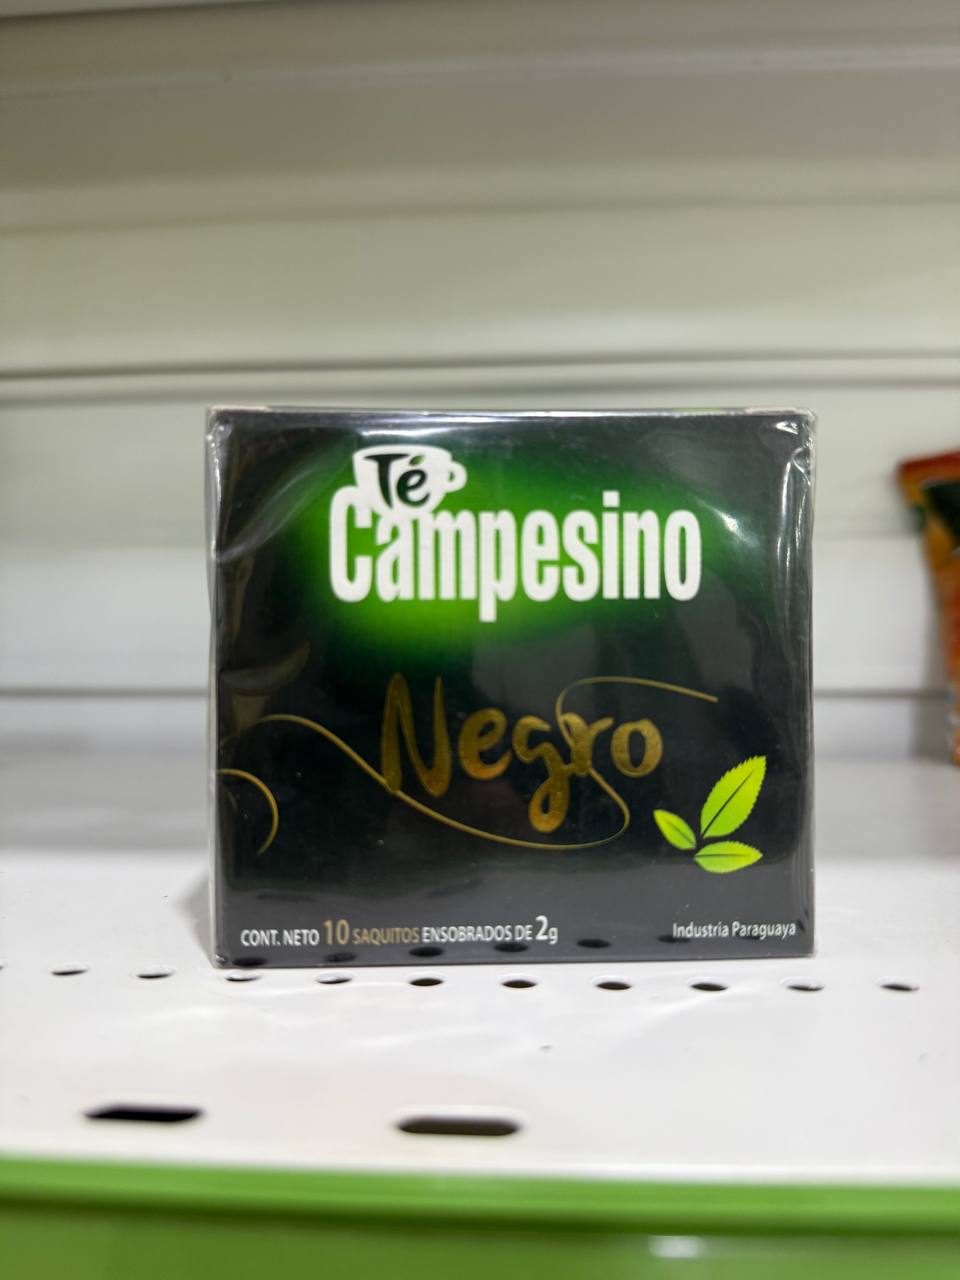 Té
Campesino
Negro
CONT. NETO 10 SAQUITOS ENSOBRADOS DE 2g
Industria Paraguaya